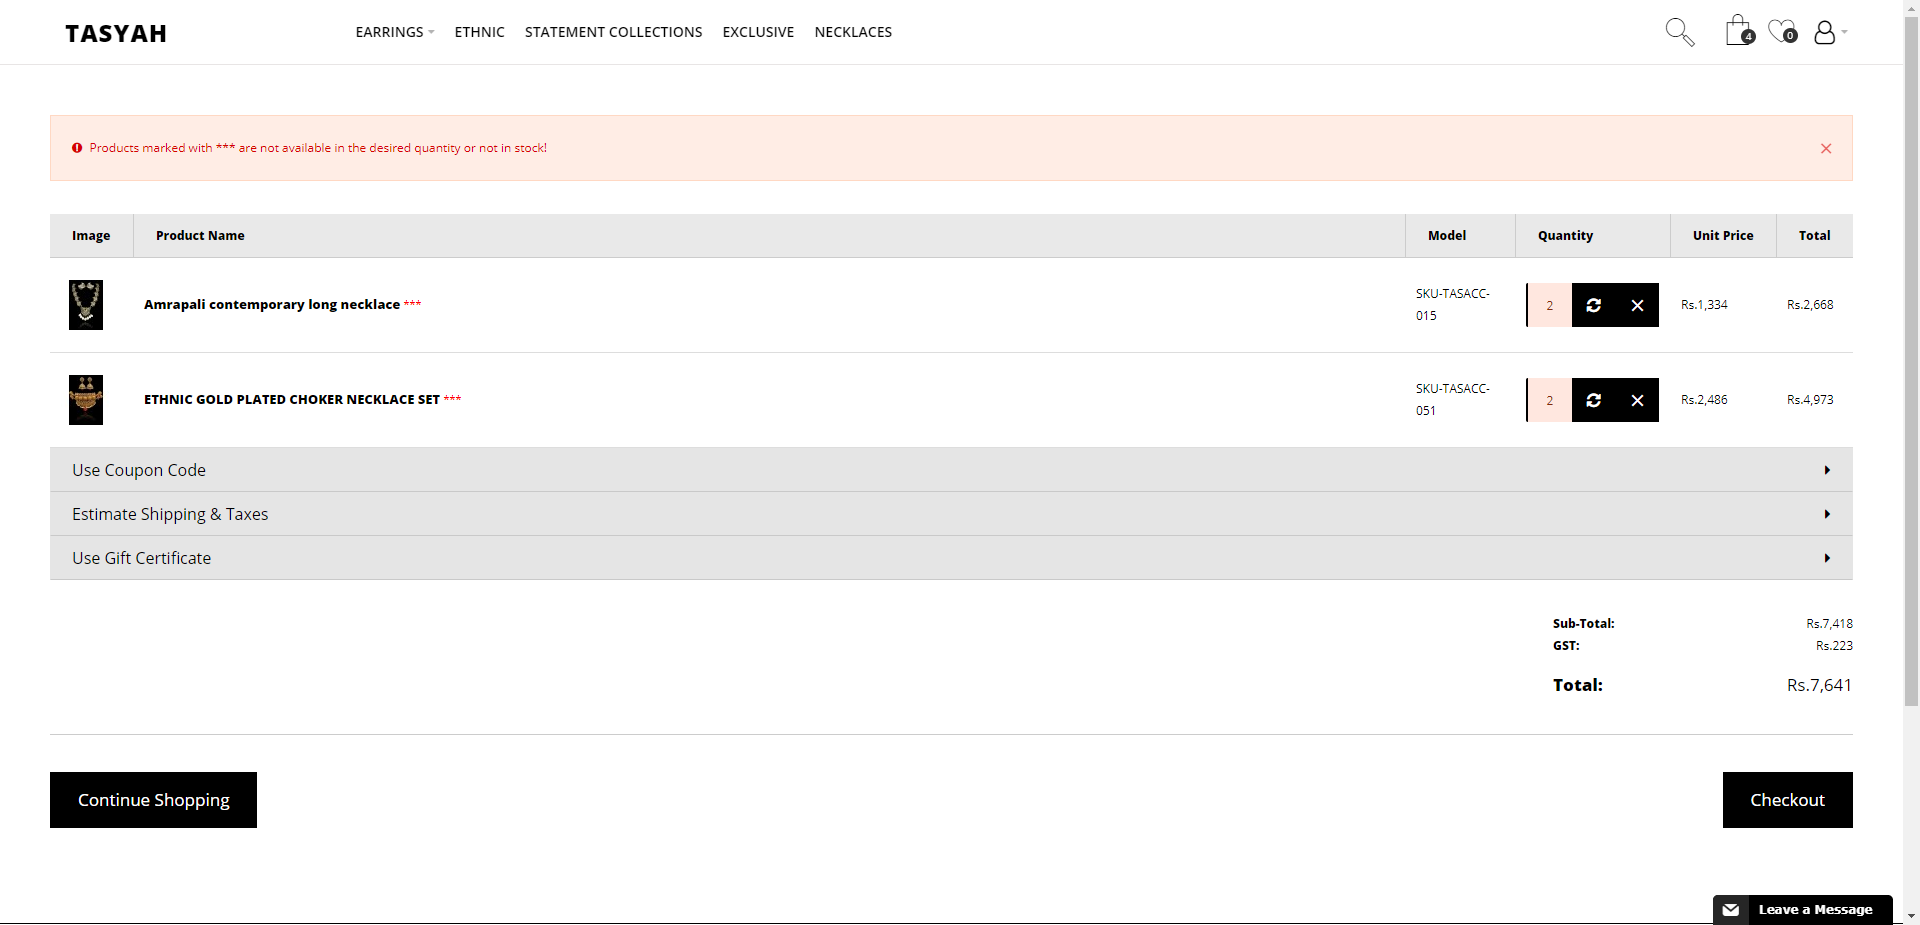 TASYAH
EARRINGS ETHNIC STATEMENT COLLECTIONS EXCLUSIVE NECKLACES
4 0
Products marked with *** are not available in the desired quantity or not in stock!
Image Product Name Model Quantity Unit Price Total
Amrapali contemporary long necklace *** SKU-TASACC- 2 Rs.1,334 Rs.2,668
015
ETHNIC GOLD PLATED CHOKER NECKLACE SET *** SKU-TASACC- 2 Rs.2,486 Rs.4,973
051
Use Coupon Code
Estimate Shipping & Taxes
Use Gift Certificate
Sub-Total: Rs.7,418
GST: Rs.223
Total: Rs.7,641
Continue Shopping Checkout
Leave a Message